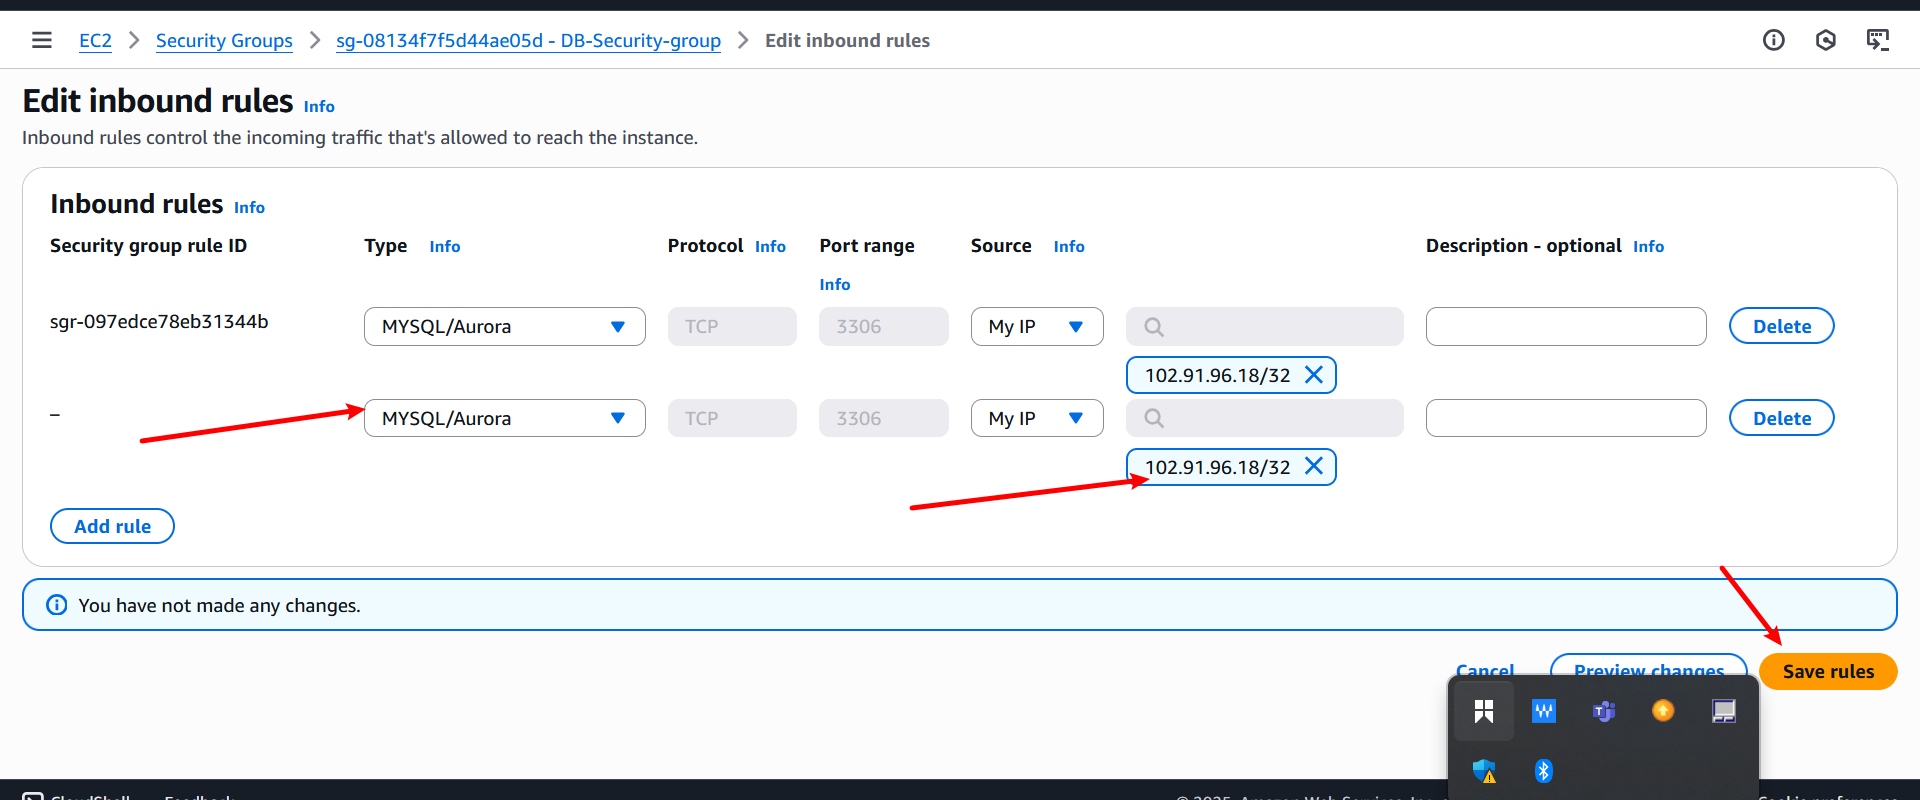 EC2 > Security Groups > sg-08134f7f5d44ae05d - DB-Security-group > Edit inbound rules
Edit inbound rules Info
Inbound rules control the incoming traffic that's allowed to reach the instance.
Inbound rules Info
Security group rule ID Type Info Protocol Info Port range Info Source Info Description - optional Info
sgr-097edce78eb31344b MYSQL/Aurora TCP 3306 My IP Delete
102.91.96.18/32
– MYSQL/Aurora TCP 3306 My IP Delete
102.91.96.18/32
Add rule
You have not made any changes.
Cancel Preview changes Save rules
CloudShell Feedback © 2025, Amazon Web Services, Inc. Cookie preferences